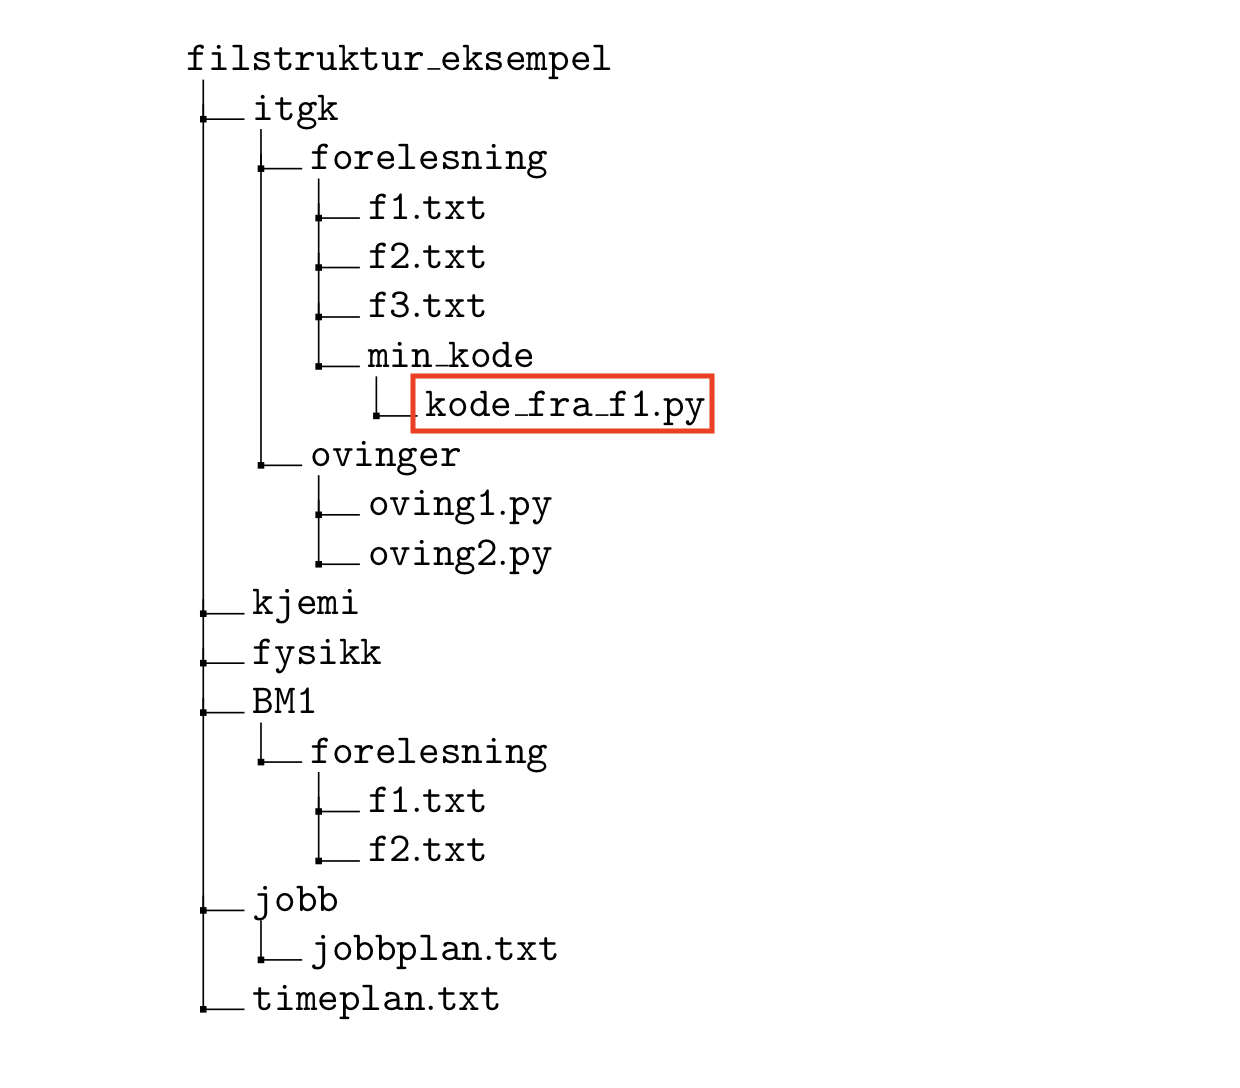 filstruktur_eksempel
itgk
forelesning
f1.txt
f2.txt
f3.txt
min_kode
kode_fra_f1.py
ovinger
oving1.py
oving2.py
kjemi
fysikk
BM1
forelesning
f1.txt
f2.txt
jobb
jobbplan.txt
timeplan.txt